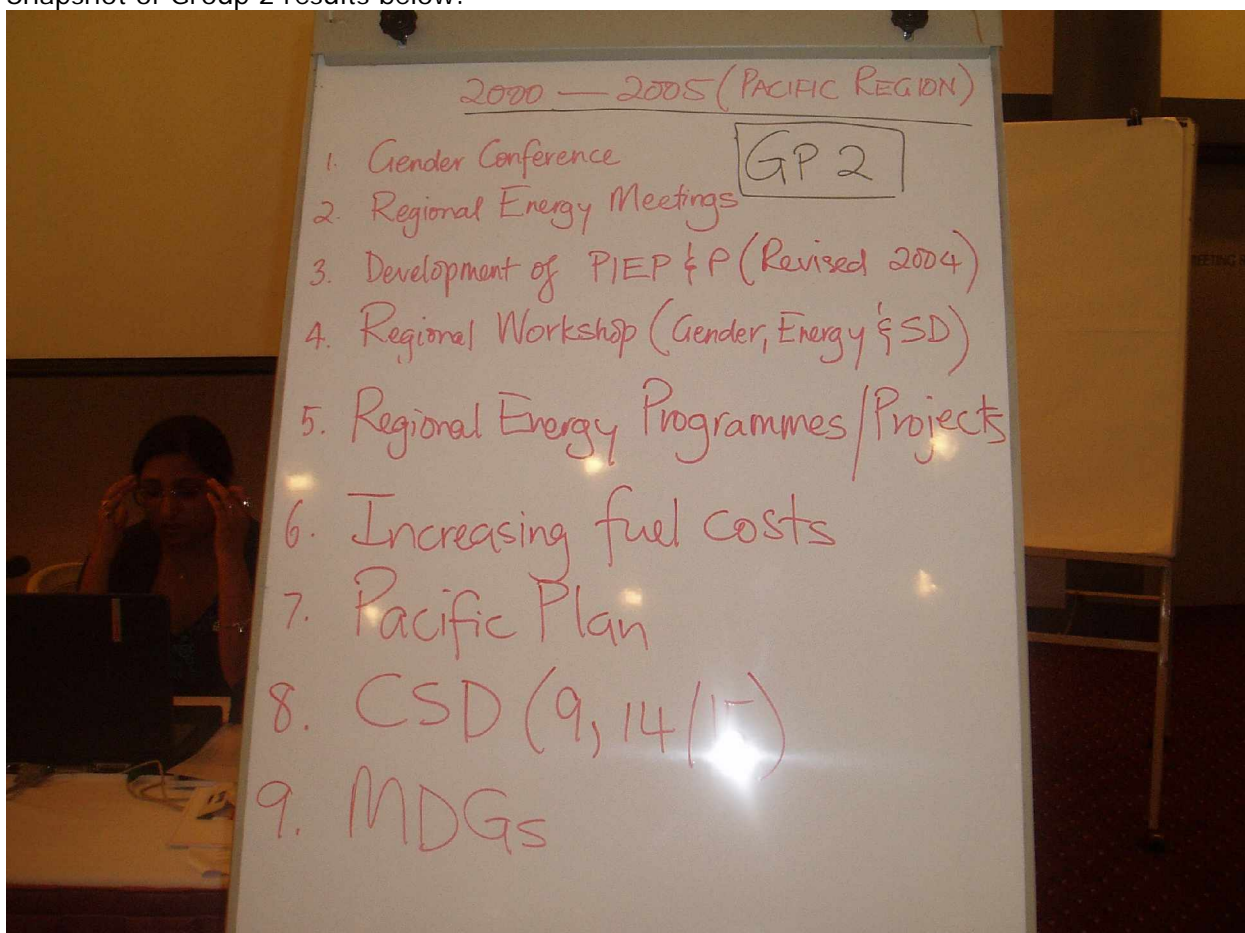 Snapshot of Group 2 results below:
2000 — 2005 (PACIFIC REGION)
GP 2
1. Gender Conference
2. Regional Energy Meetings
3. Development of PIEP & P (Revised 2004)
4. Regional Workshop (Gender, Energy & SD)
5. Regional Energy Programmes/Projects
6. Increasing fuel costs
7. Pacific Plan
8. CSD (9, 14/
9. MDGs